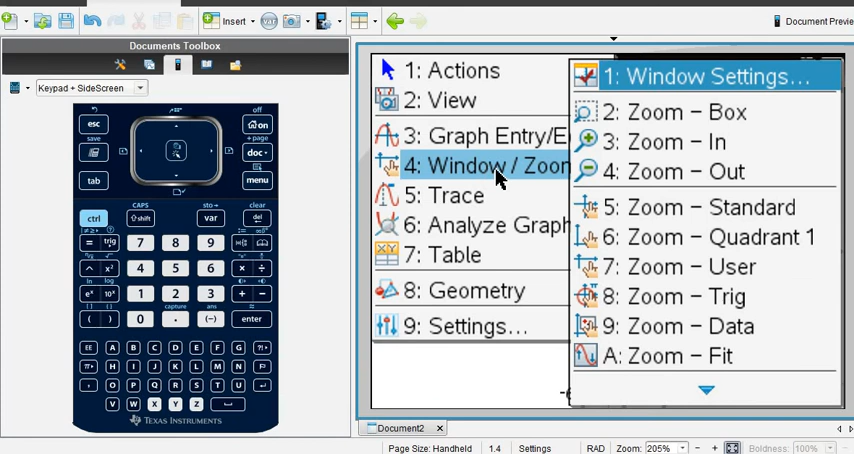 Insert
Document Preview
Documents Toolbox
Keypad + SideScreen
off
esc
on
save
+ page
doc
tab
menu
CAPS
sto→
clear
ctrl
shift
var
del
= trig 7 8 9
^ x² 4 5 6 × ÷
ln log
eˣ 10ˣ 1 2 3 + −
capture ans
( ) 0 . (−) enter
EE A B C D E F G ?!
π H I J K L M N
, O P Q R S T U
V W X Y Z
TEXAS INSTRUMENTS
1: Actions
2: View
3: Graph Entry/E
4: Window / Zoom
5: Trace
6: Analyze Graph
7: Table
8: Geometry
9: Settings...
1: Window Settings...
2: Zoom – Box
3: Zoom – In
4: Zoom – Out
5: Zoom – Standard
6: Zoom – Quadrant 1
7: Zoom – User
8: Zoom – Trig
9: Zoom – Data
A: Zoom – Fit
Document2
Page Size: Handheld 1.4 Settings RAD Zoom: 205% − + Boldness: 100%